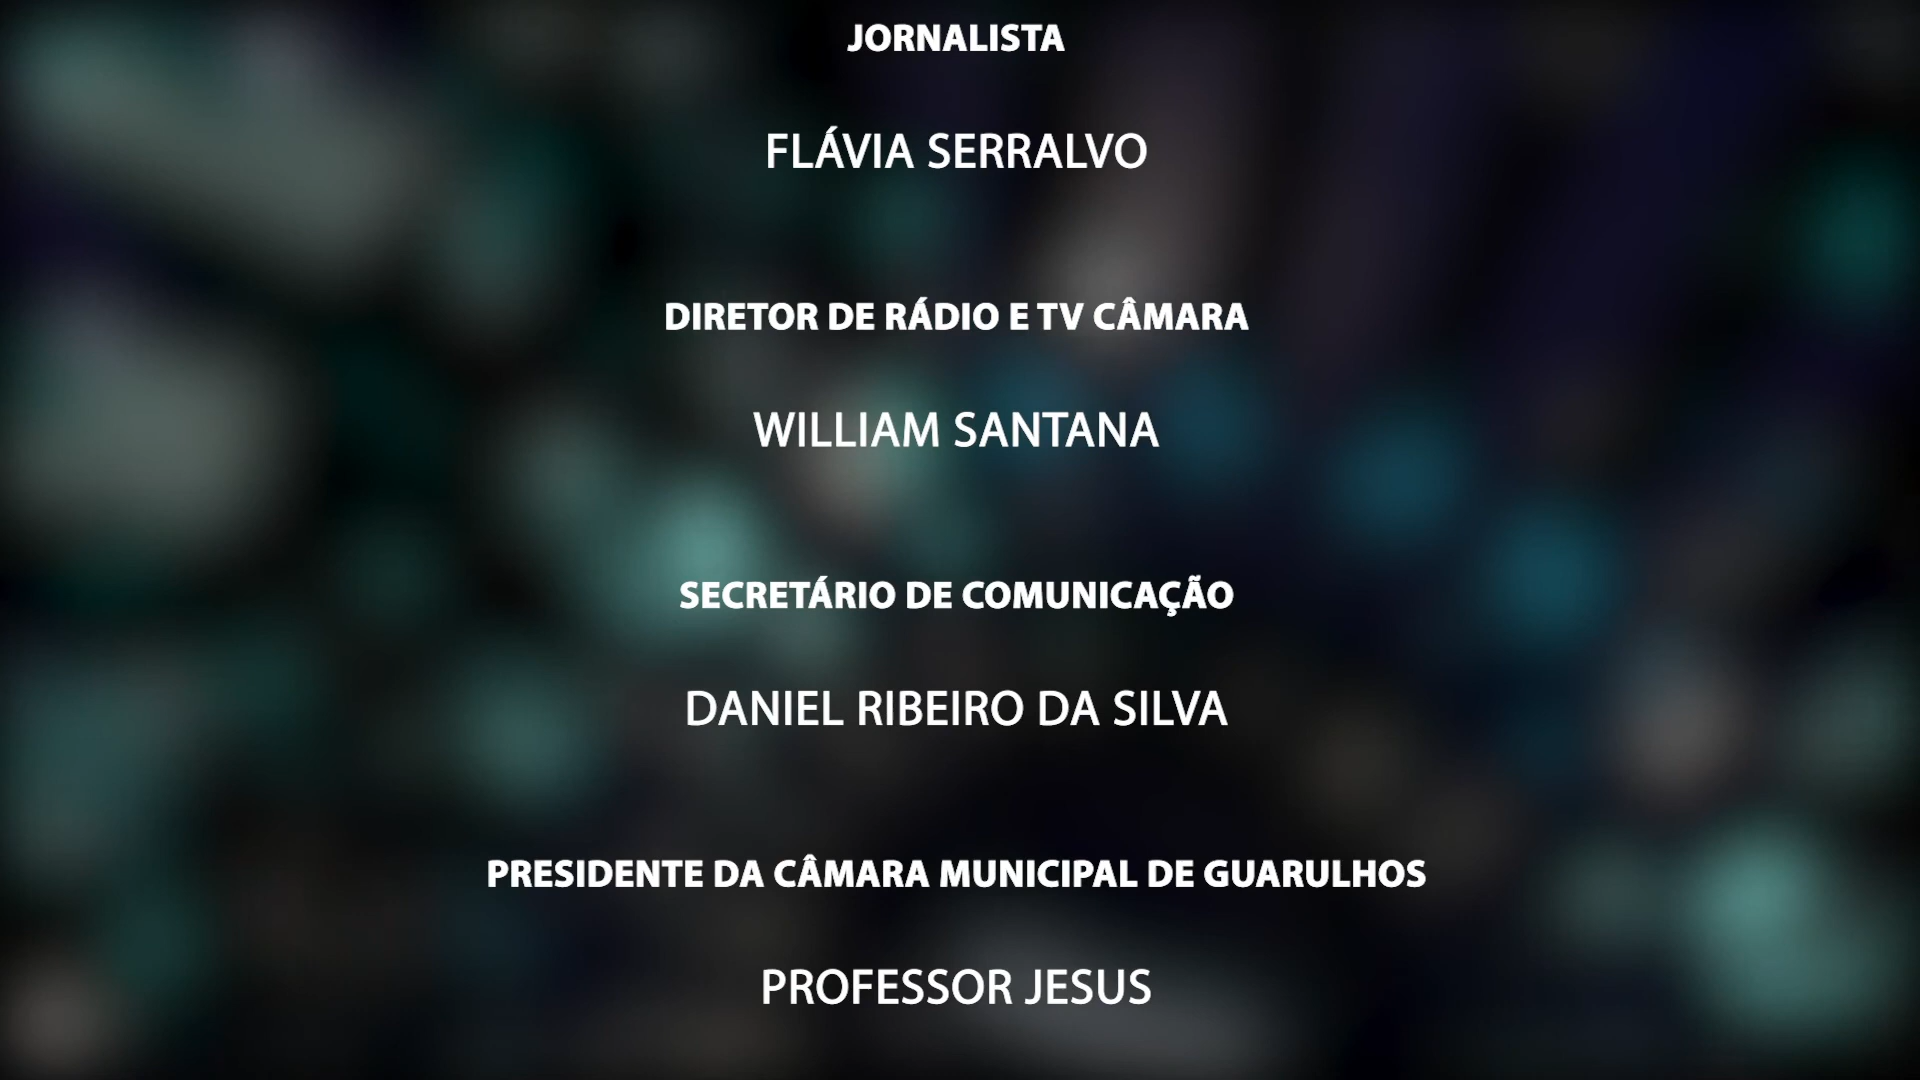 JORNALISTA
FLÁVIA SERRALVO
DIRETOR DE RÁDIO E TV CÂMARA
WILLIAM SANTANA
SECRETÁRIO DE COMUNICAÇÃO
DANIEL RIBEIRO DA SILVA
PRESIDENTE DA CÂMARA MUNICIPAL DE GUARULHOS
PROFESSOR JESUS